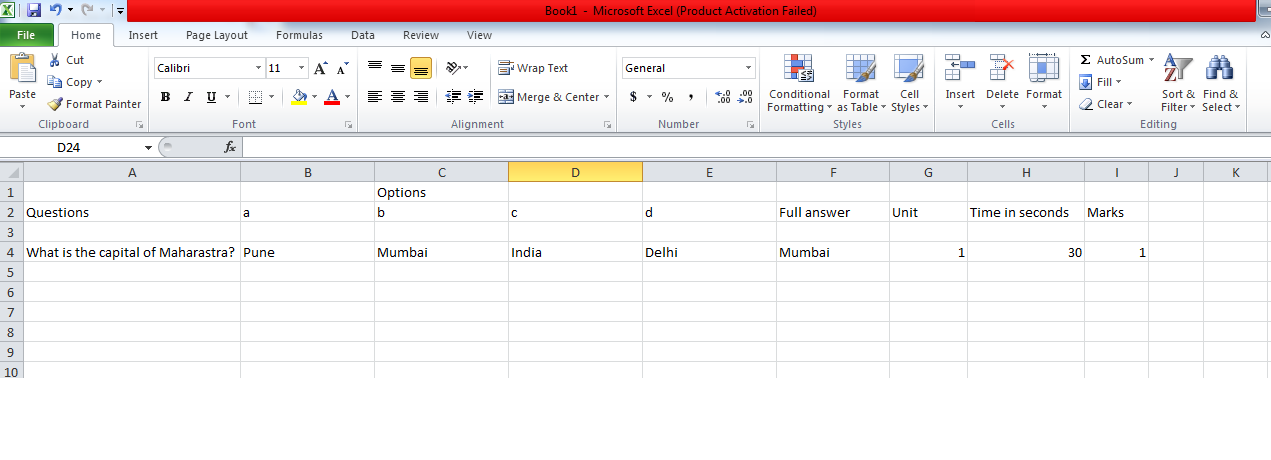 Book1 - Microsoft Excel (Product Activation Failed)
File Home Insert Page Layout Formulas Data Review View
Cut Calibri 11 A A Wrap Text General Σ AutoSum
Copy Fill
Paste Format Painter B I U A Merge & Center $ % , .00 .0 Conditional Formatting Format as Table Cell Styles Insert Delete Format Clear Sort & Filter Find & Select
Clipboard Font Alignment Number Styles Cells Editing
D24 fx
A B C D E F G H I J K
1 Options
2 Questions a b c d Full answer Unit Time in seconds Marks
3
4 What is the capital of Maharastra? Pune Mumbai India Delhi Mumbai 1 30 1
5
6
7
8
9
10